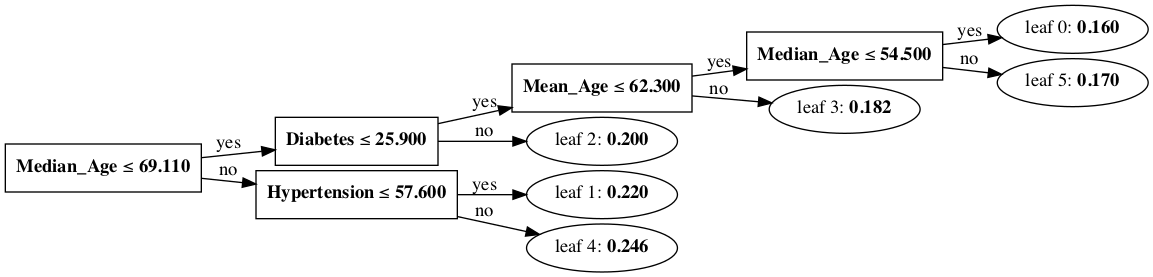 Median_Age ≤ 69.110
yes
no
Diabetes ≤ 25.900
yes
no
Hypertension ≤ 57.600
yes
no
Mean_Age ≤ 62.300
yes
no
leaf 2: 0.200
leaf 1: 0.220
leaf 4: 0.246
Median_Age ≤ 54.500
yes
no
leaf 3: 0.182
leaf 0: 0.160
leaf 5: 0.170